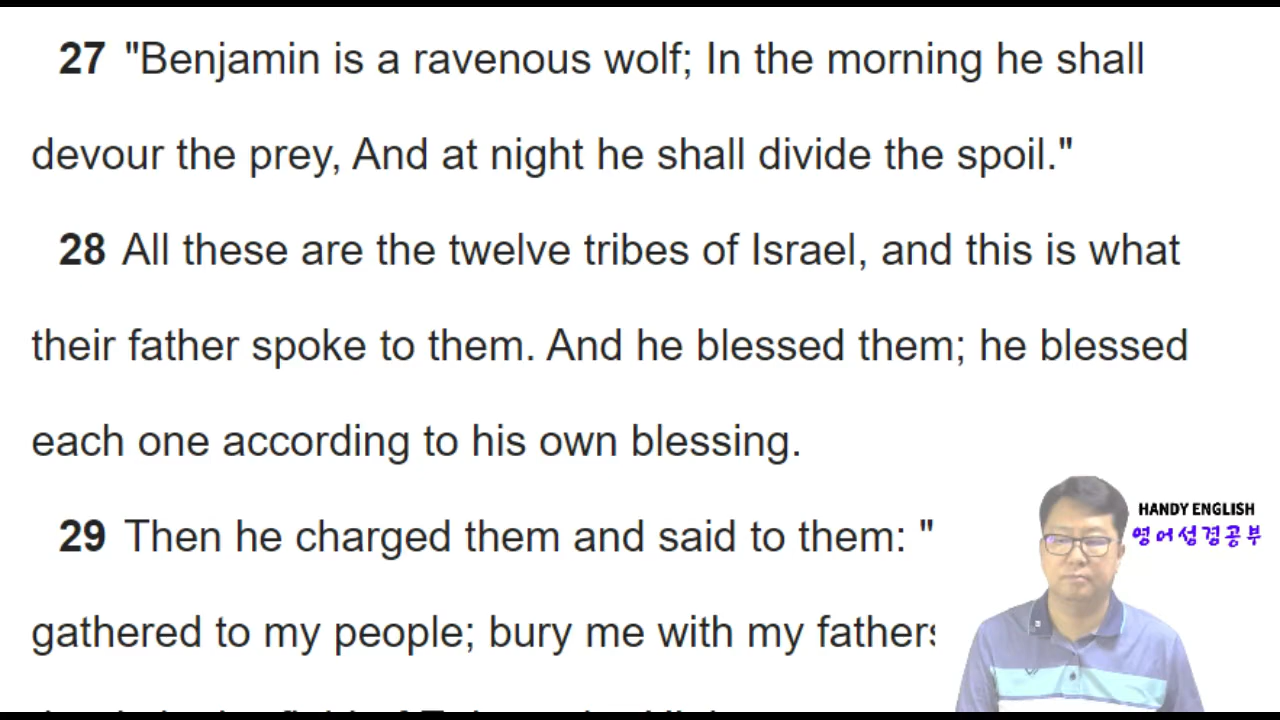 27 "Benjamin is a ravenous wolf; In the morning he shall
devour the prey, And at night he shall divide the spoil."
28 All these are the twelve tribes of Israel, and this is what
their father spoke to them. And he blessed them; he blessed
each one according to his own blessing.
29 Then he charged them and said to them: "
gathered to my people; bury me with my fathers
HANDY ENGLISH
영어성경공부